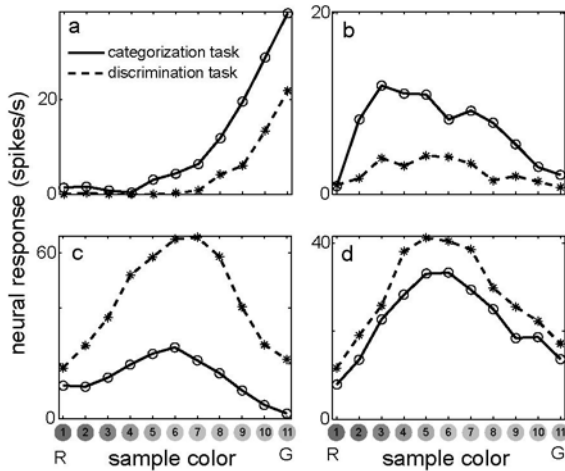 a
categorization task
discrimination task
20
0
b
20
10
0
neural response (spikes/s)
c
60
0
d
40
0
1 2 3 4 5 6 7 8 9 10 11
R sample color G
1 2 3 4 5 6 7 8 9 10 11
R sample color G